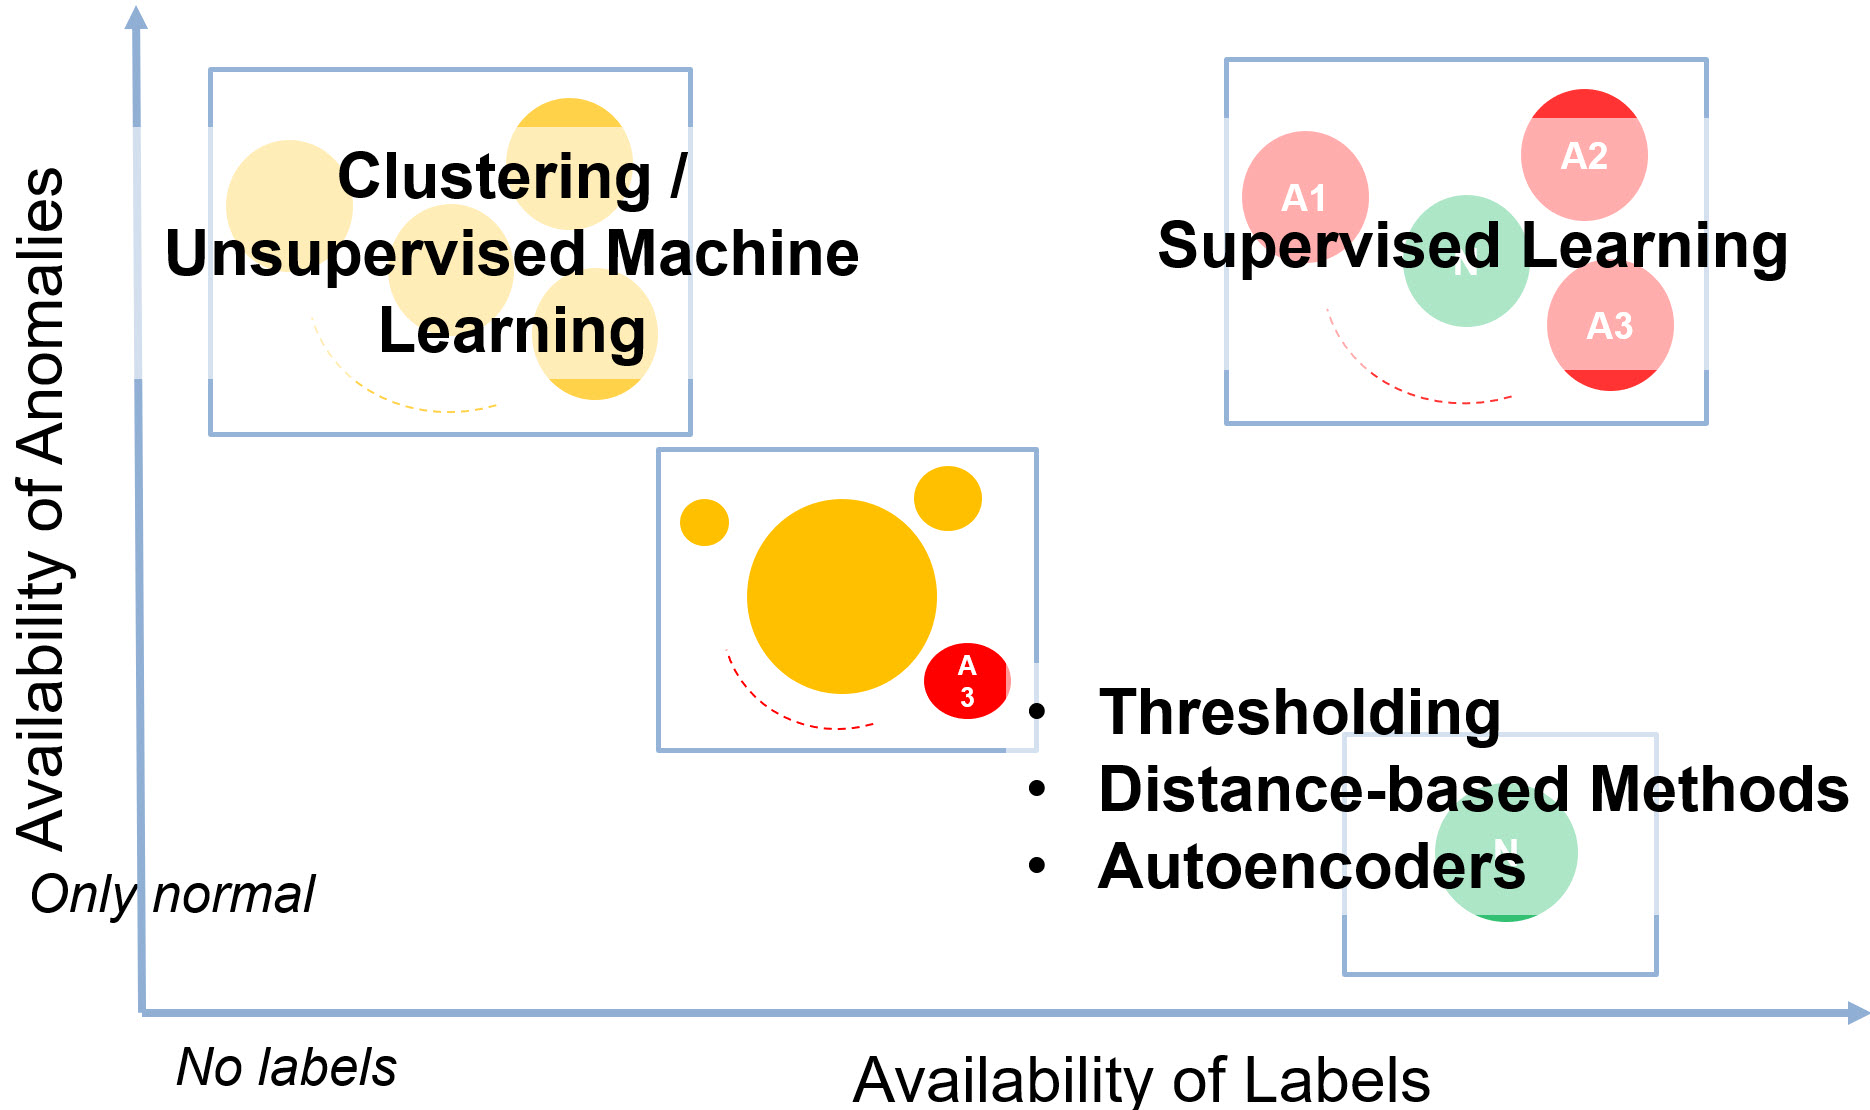 Availability of Anomalies
Clustering /
Unsupervised Machine
Learning
A1
A2
Supervised Learning
N
A3
A
3
• Thresholding
• Distance-based Methods
• Autoencoders
N
Only normal
No labels
Availability of Labels